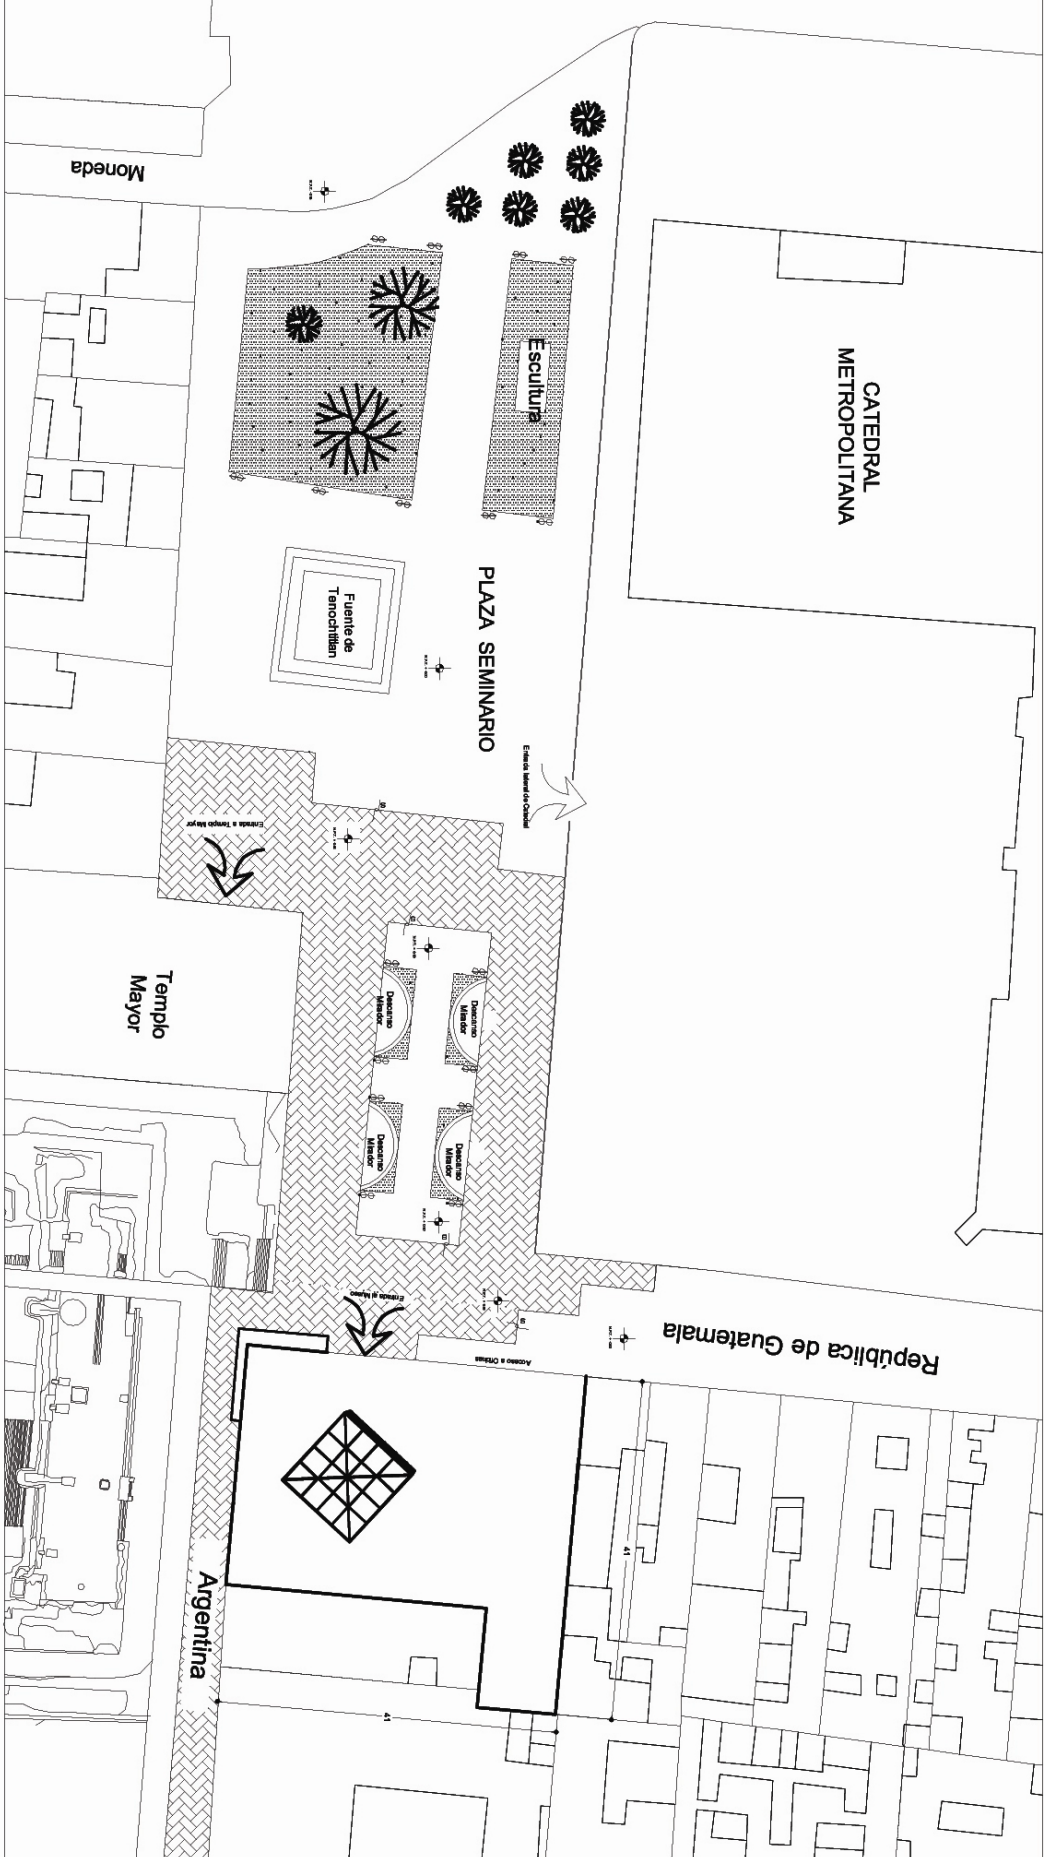 Moneda
Escultura
CATEDRAL
METROPOLITANA
Fuente de
Tenochtitlan
PLAZA SEMINARIO
Entrada lateral de Catedral
Entrada a Templo Mayor
Templo
Mayor
Descanso
Mirador
Descanso
Mirador
Descanso
Mirador
Descanso
Mirador
Entrada al Museo
Acceso a Oficinas
República de Guatemala
41
Argentina
41